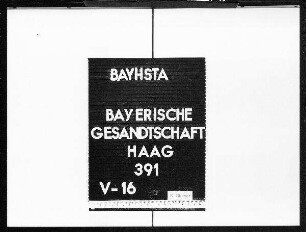 BAYHSTA
BAYERISCHE
GESANDTSCHAFT
HAAG
391
V-16